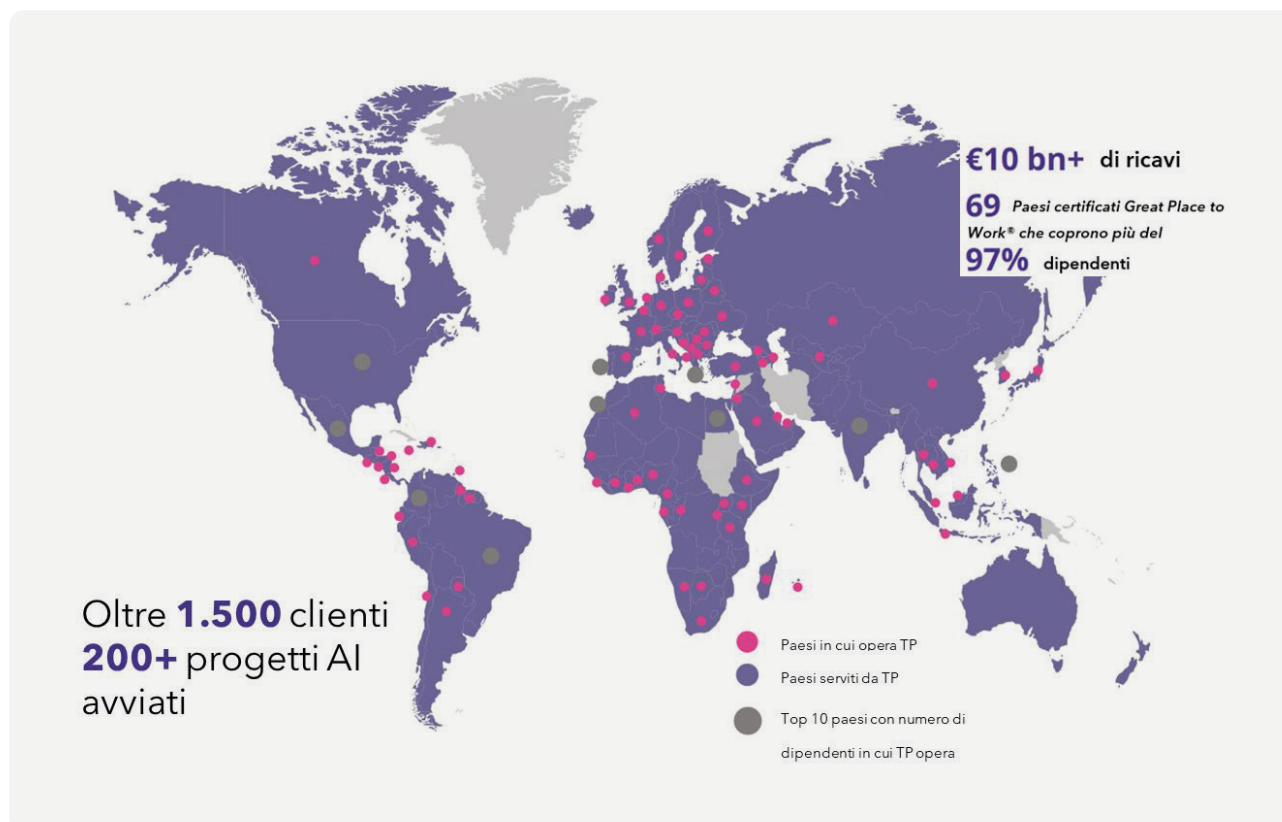 €10 bn+ di ricavi
69 Paesi certificati Great Place to
Work® che coprono più del
97% dipendenti
Oltre 1.500 clienti
200+ progetti AI
avviati
Paesi in cui opera TP
Paesi serviti da TP
Top 10 paesi con numero di
dipendenti in cui TP opera